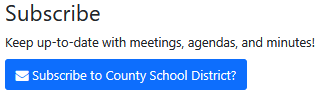 Subscribe
Keep up-to-date with meetings, agendas, and minutes!
Subscribe to County School District?